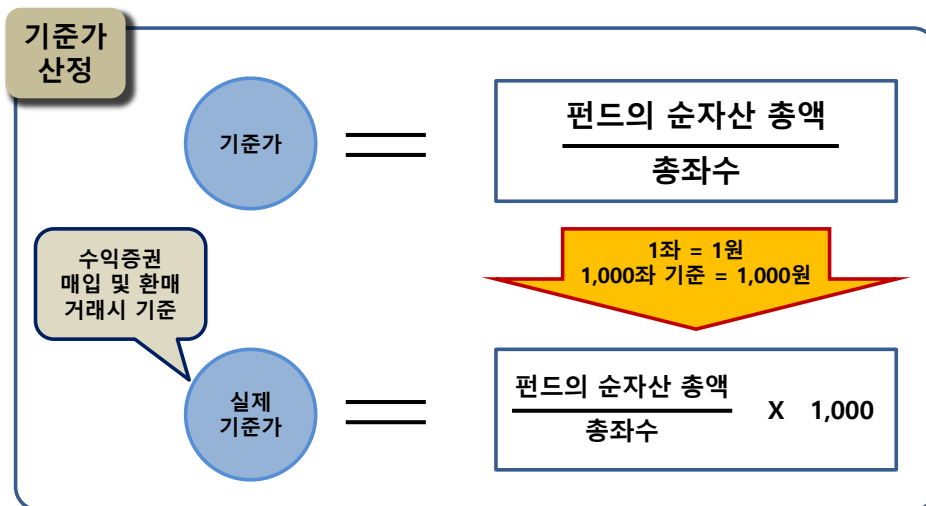 기준가
산정
기준가
펀드의 순자산 총액
총좌수
1좌 = 1원
1,000좌 기준 = 1,000원
수익증권
매입 및 환매
거래시 기준
실제
기준가
펀드의 순자산 총액
총좌수
X 1,000